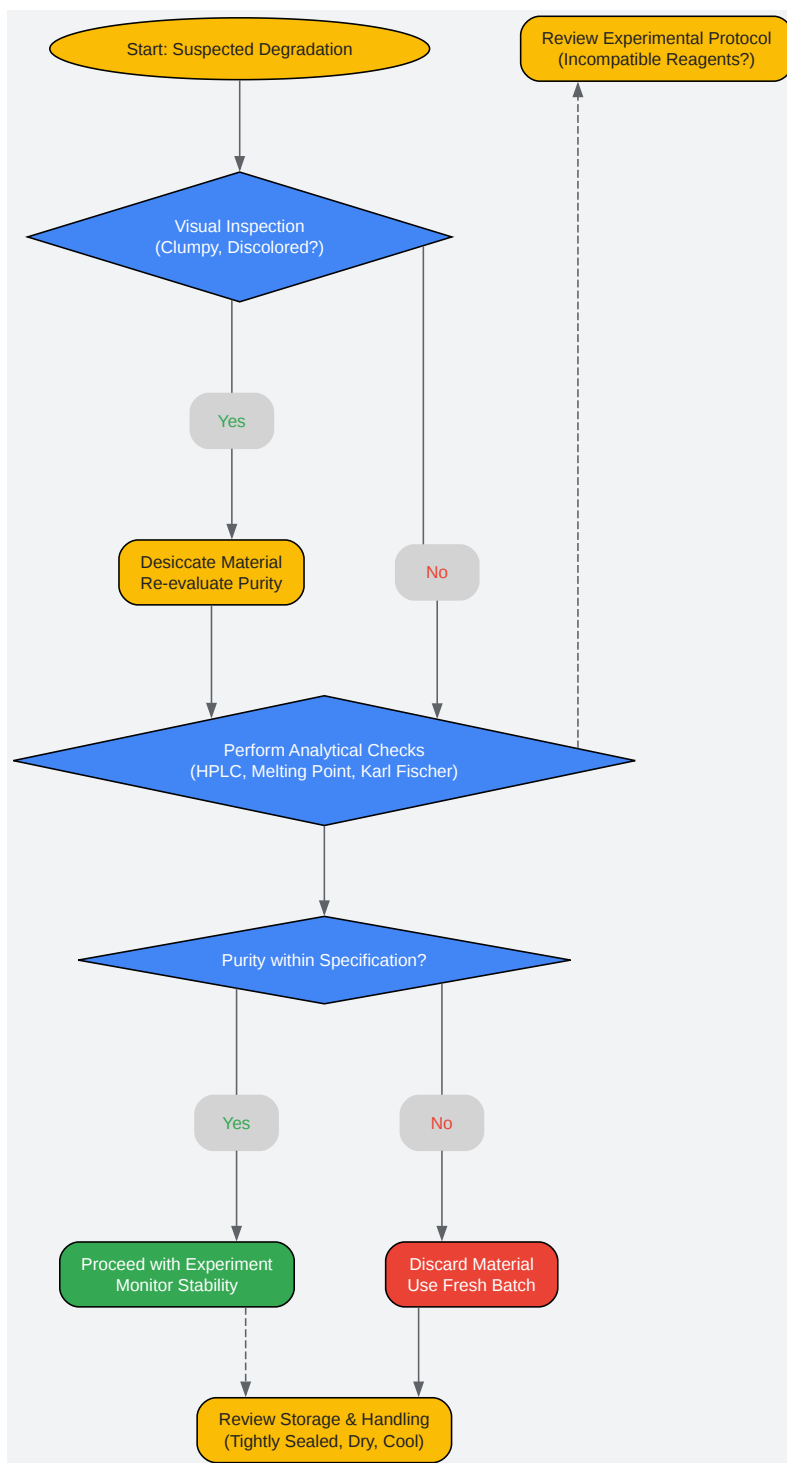 Start: Suspected Degradation
Review Experimental Protocol
(Incompatible Reagents?)
Visual Inspection
(Clumpy, Discolored?)
Yes
Desiccate Material
Re-evaluate Purity
No
Perform Analytical Checks
(HPLC, Melting Point, Karl Fischer)
Purity within Specification?
Yes
No
Proceed with Experiment
Monitor Stability
Discard Material
Use Fresh Batch
Review Storage & Handling
(Tightly Sealed, Dry, Cool)